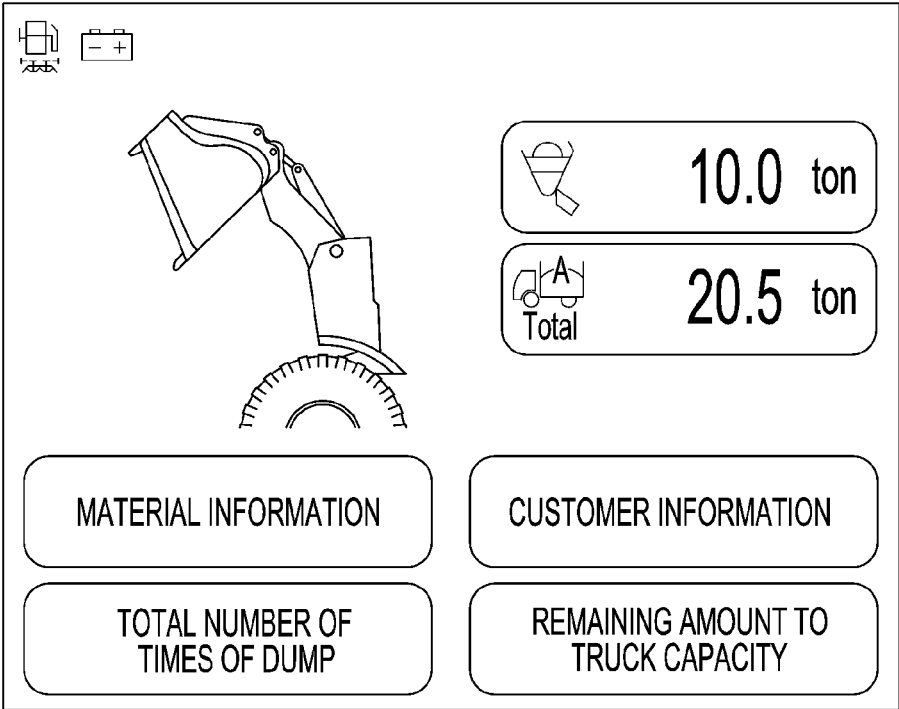 10.0 ton
A
20.5 ton
Total
MATERIAL INFORMATION
CUSTOMER INFORMATION
TOTAL NUMBER OF
TIMES OF DUMP
REMAINING AMOUNT TO
TRUCK CAPACITY